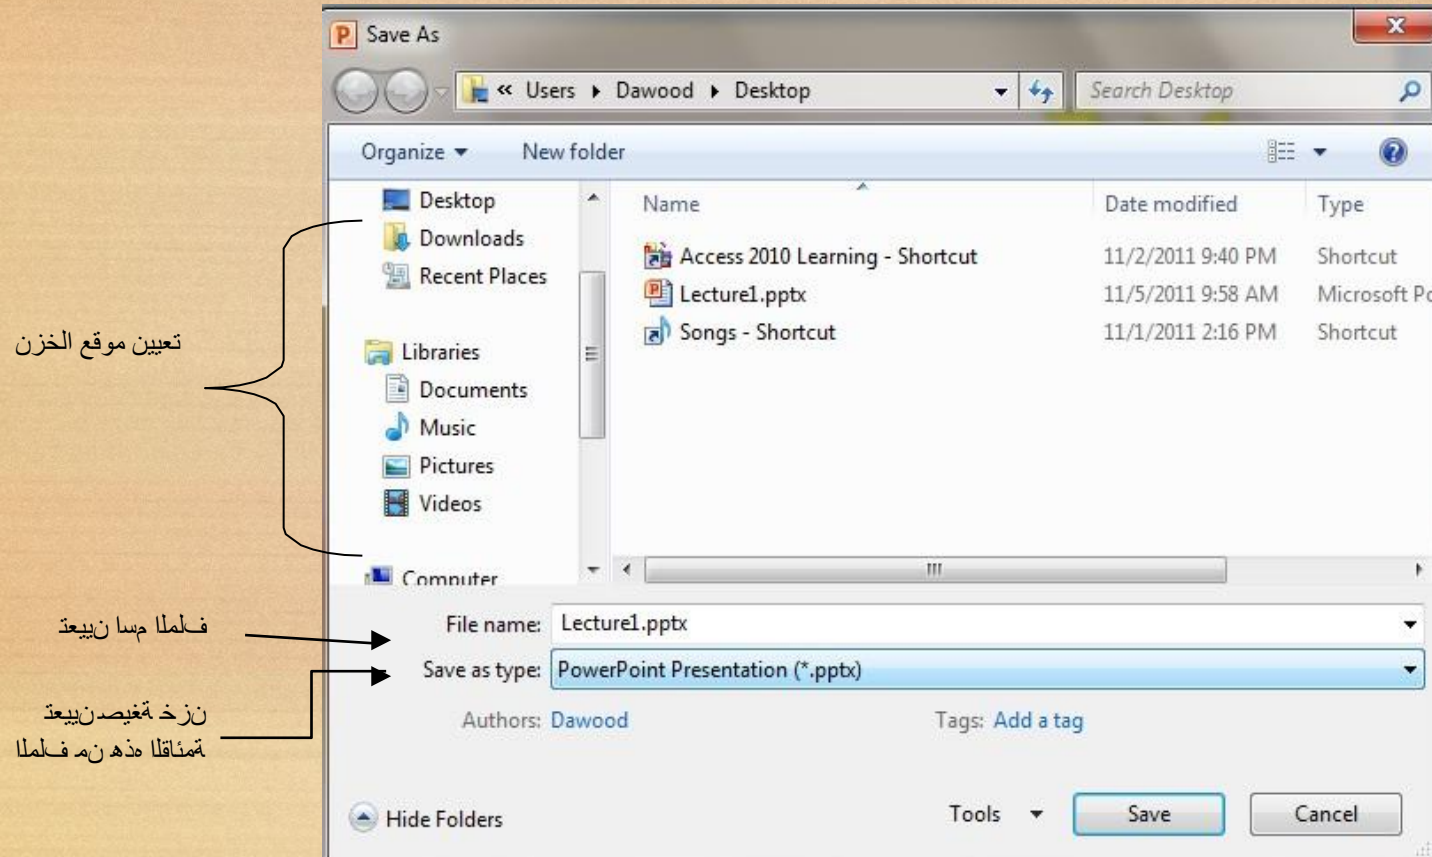 Save As
« Users ▸ Dawood ▸ Desktop
Search Desktop
Organize
New folder
Desktop
Downloads
Recent Places
Libraries
Documents
Music
Pictures
Videos
Computer
Name Date modified Type
Access 2010 Learning - Shortcut 11/2/2011 9:40 PM Shortcut
Lecture1.pptx 11/5/2011 9:58 AM Microsoft Po
Songs - Shortcut 11/1/2011 2:16 PM Shortcut
تعيين موقع الخزن
فلملا مسا نييعت
نزخ ةغيص نييعت
ةمئاقلا هذه نم فلملا
File name: Lecture1.pptx
Save as type: PowerPoint Presentation (*.pptx)
Authors: Dawood Tags: Add a tag
Hide Folders Tools Save Cancel